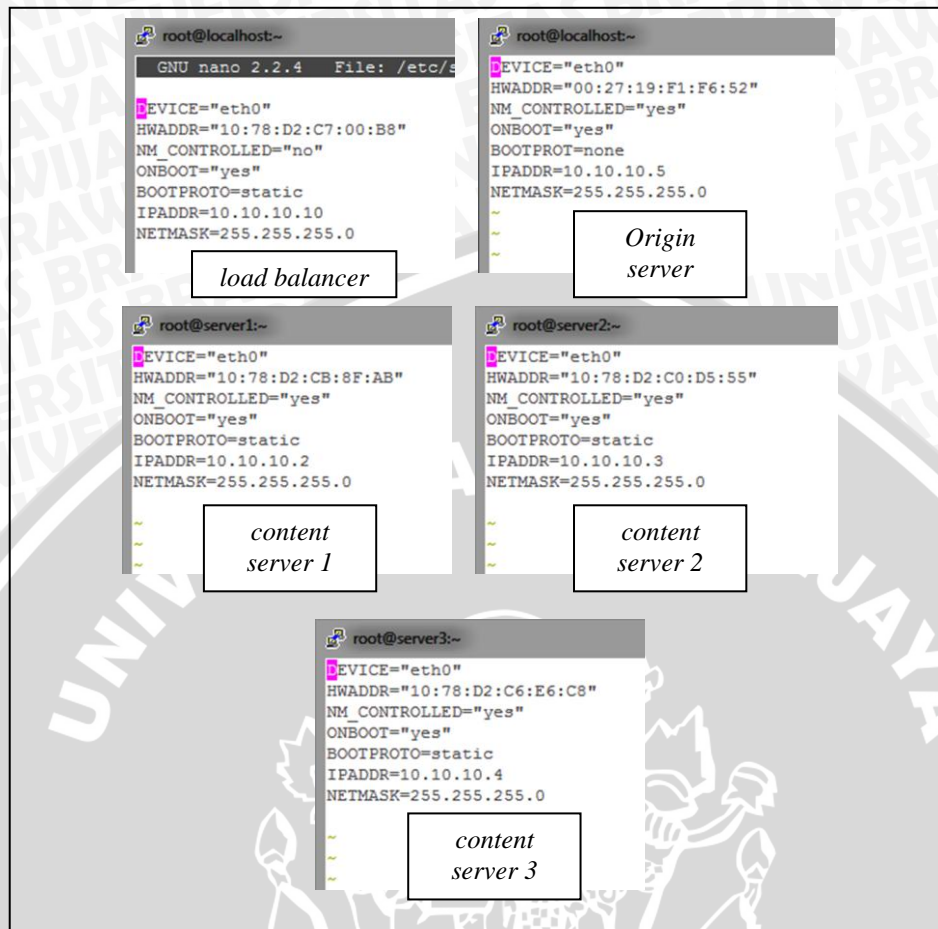 root@localhost:~
GNU nano 2.2.4 File: /etc/s
DEVICE="eth0"
HWADDR="10:78:D2:C7:00:B8"
NM_CONTROLLED="no"
ONBOOT="yes"
BOOTPROTO=static
IPADDR=10.10.10.10
NETMASK=255.255.255.0
load balancer
root@localhost:~
DEVICE="eth0"
HWADDR="00:27:19:F1:F6:52"
NM_CONTROLLED="yes"
ONBOOT="yes"
BOOTPROT=none
IPADDR=10.10.10.5
NETMASK=255.255.255.0
~
~
~
Origin
server
root@server1:~
DEVICE="eth0"
HWADDR="10:78:D2:CB:8F:AB"
NM_CONTROLLED="yes"
ONBOOT="yes"
BOOTPROTO=static
IPADDR=10.10.10.2
NETMASK=255.255.255.0
~
~
~
content
server 1
root@server2:~
DEVICE="eth0"
HWADDR="10:78:D2:C0:D5:55"
NM_CONTROLLED="yes"
ONBOOT="yes"
BOOTPROTO=static
IPADDR=10.10.10.3
NETMASK=255.255.255.0
~
~
~
content
server 2
root@server3:~
DEVICE="eth0"
HWADDR="10:78:D2:C6:E6:C8"
NM_CONTROLLED="yes"
ONBOOT="yes"
BOOTPROTO=static
IPADDR=10.10.10.4
NETMASK=255.255.255.0
~
~
~
content
server 3